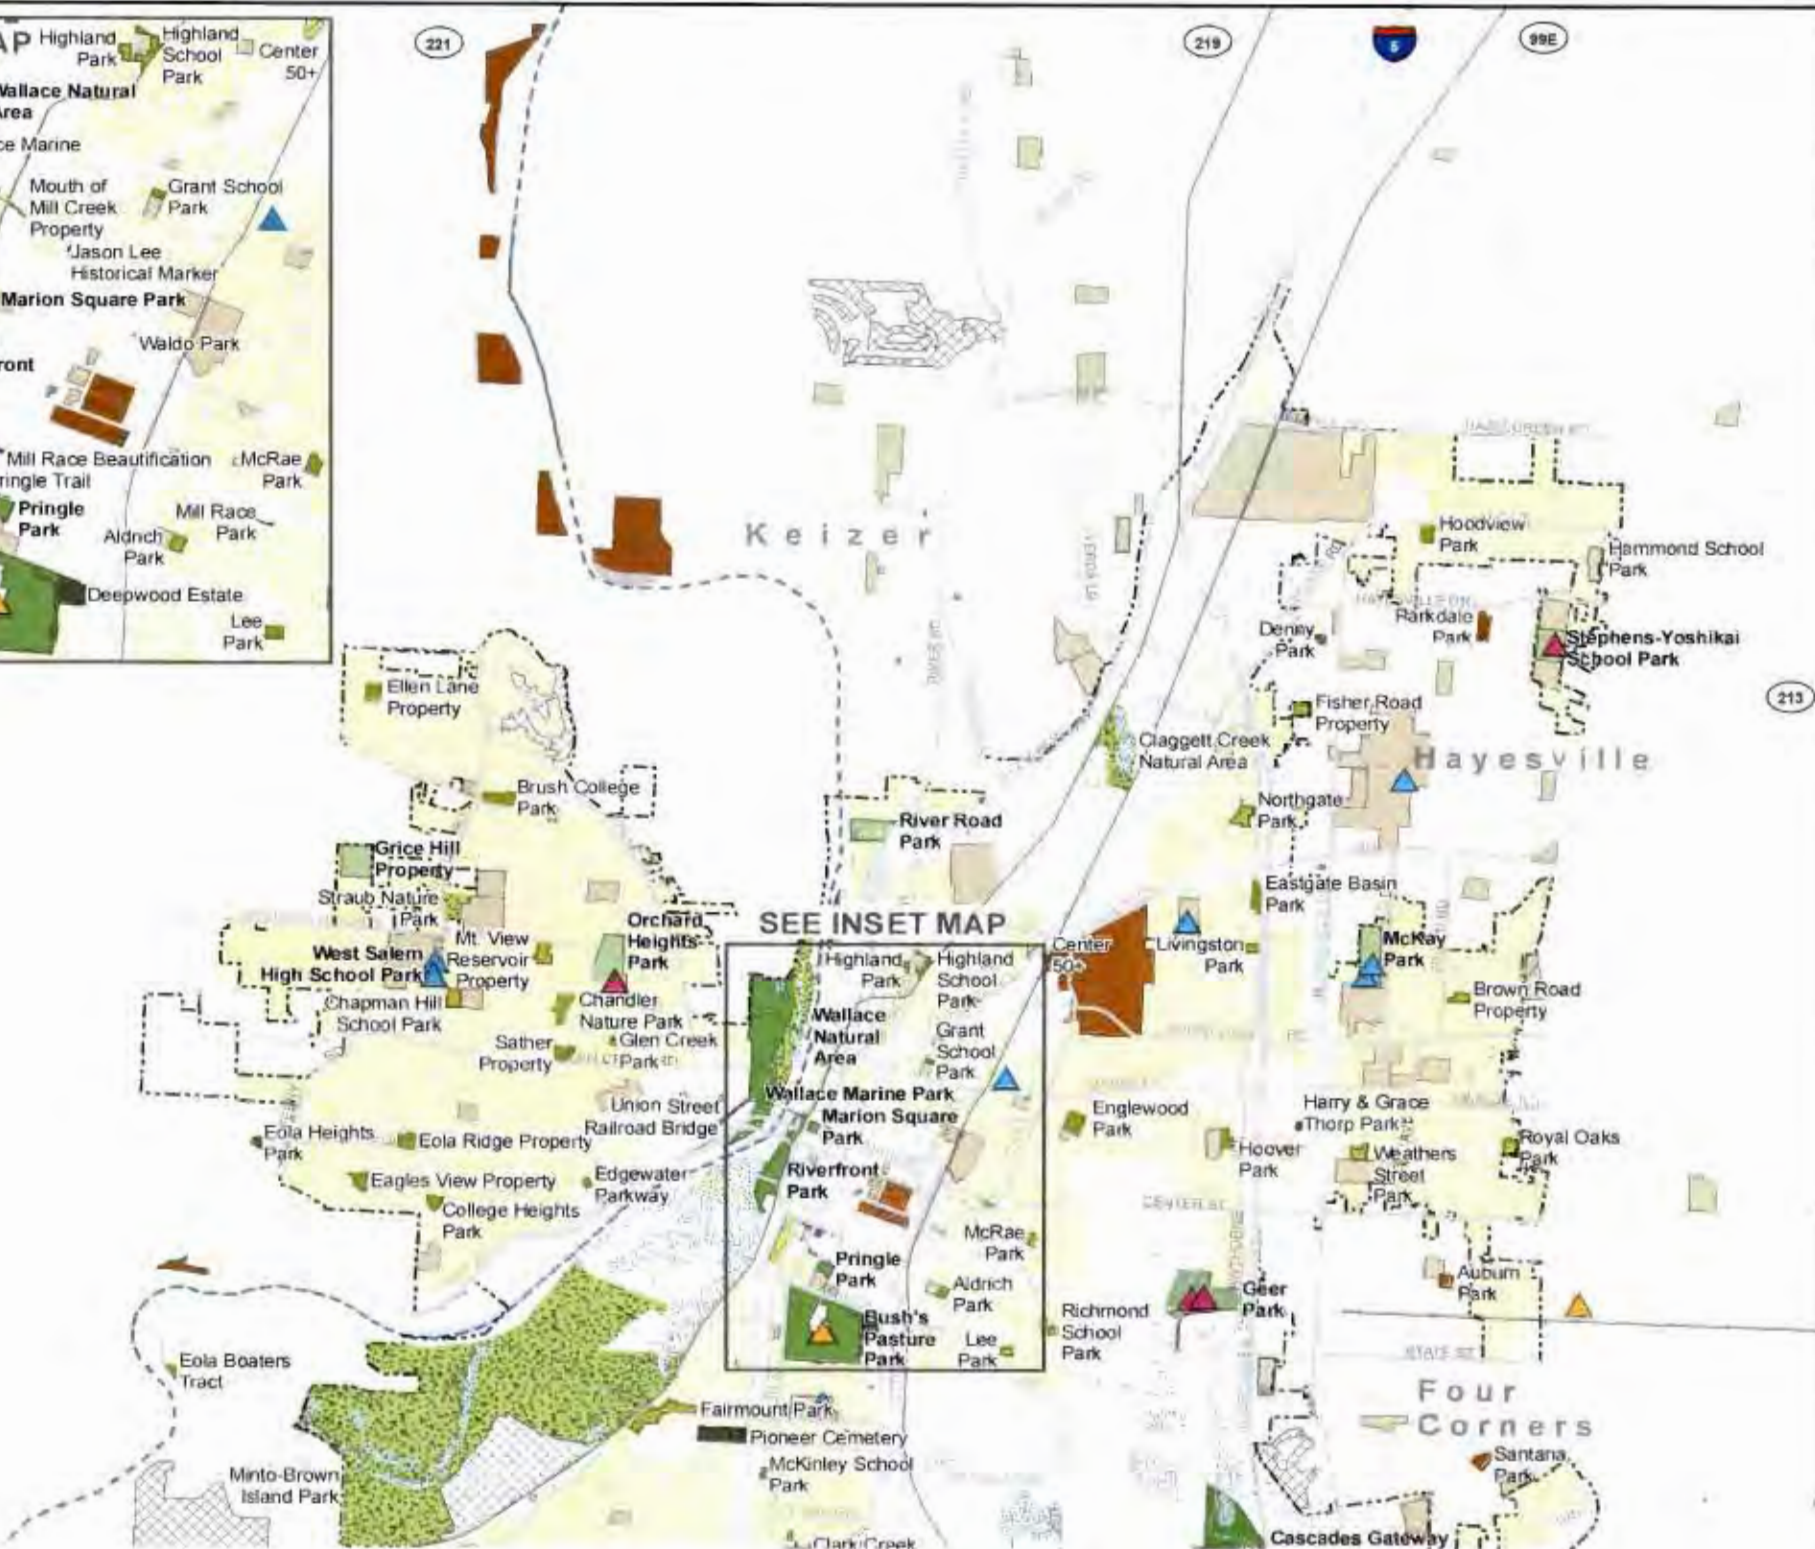 AP
Highland
Park
Highland
School
Park
Center
50+
Wallace Natural
Area
ce Marine
Mouth of
Mill Creek
Property
Grant School
Park
Jason Lee
Historical Marker
Marion Square Park
Waldo Park
ront
Mill Race Beautification
ringle Trail
McRae
Park
Pringle
Park
Mill Race
Park
Aldrich
Park
Deepwood Estate
Lee
Park
221
219
5
99E
213
Keizer
Hoodview
Park
Hammond School
Park
HAYESVILLE DR
Parkdale
Park
Denny
Park
Stephens-Yoshikai
School Park
Fisher Road
Property
Hayesville
Claggett Creek
Natural Area
Northgate
Park
Ellen Lane
Property
Brush College
Park
River Road
Park
Grice Hill
Property
Straub Nature
Park
Eastgate Basin
Park
SEE INSET MAP
Orchard
Heights
Park
West Salem
High School Park
Mt. View
Reservoir
Property
Highland
Park
Highland
School
Park
Center
50+
Livingston
Park
McKay
Park
Brown Road
Property
Chapman Hill
School Park
Chandler
Nature Park
Wallace
Natural
Area
Grant
School
Park
Sather
Property
Glen Creek
Park
Wallace Marine Park
Union Street
Railroad Bridge
Marion Square
Park
Englewood
Park
Harry & Grace
Thorp Park
Eola Heights
Park
Eola Ridge Property
Hoover
Park
Weathers
Street
Park
Royal Oaks
Park
Eagles View Property
Edgewater
Parkway
Riverfront
Park
College Heights
Park
CENTER ST
McRae
Park
Pringle
Park
Aldrich
Park
Geer
Park
Auburn
Park
Bush's
Pasture
Park
Lee
Park
Richmond
School
Park
STATE ST
Eola Boaters
Tract
Four
Corners
Fairmount Park
Pioneer Cemetery
McKinley School
Park
Santana
Park
Minto-Brown
Island Park
Clark Creek
Cascades Gateway